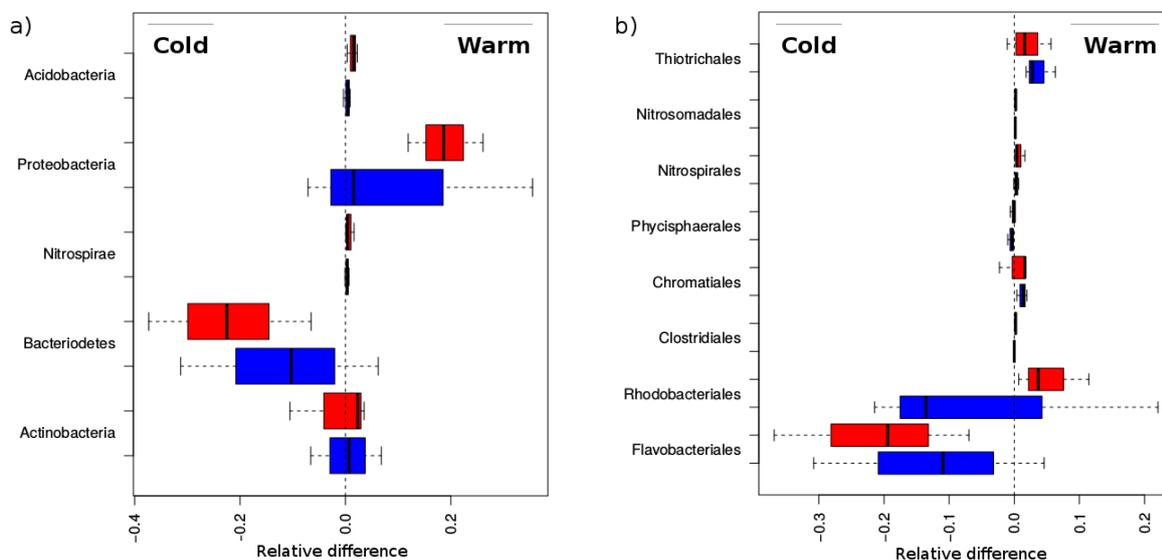 a)
Cold
Warm
Acidobacteria
Proteobacteria
Nitrospirae
Bacteriodetes
Actinobacteria
-0.4
-0.2
0.0
0.2
Relative difference
b)
Cold
Warm
Thiotrichales
Nitrosomadales
Nitrospirales
Phycisphaerales
Chromatiales
Clostridiales
Rhodobacteriales
Flavobacteriales
-0.3
-0.2
-0.1
0.0
0.1
0.2
Relative difference